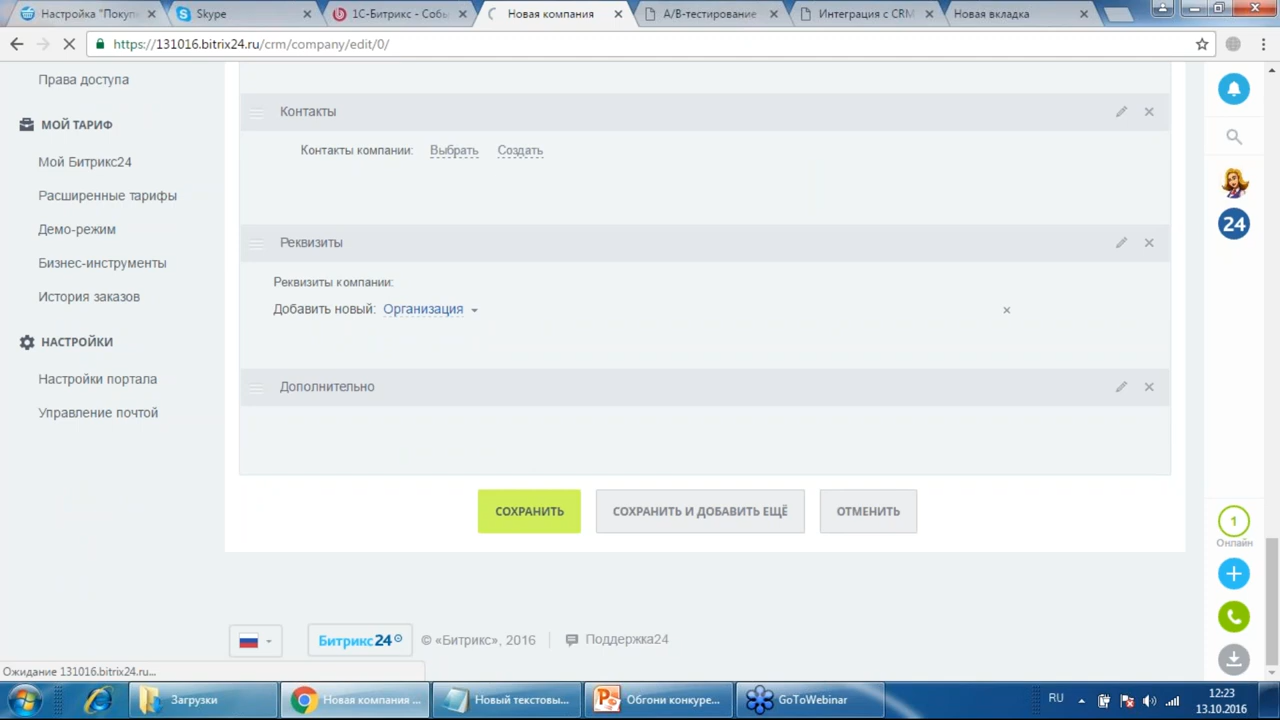 Настройка "Покуп
Skype
1С-Битрикс - Собы
Новая компания
A/B-тестирование
Интеграция с CRM
Новая вкладка
https://131016.bitrix24.ru/crm/company/edit/0/
Права доступа
МОЙ ТАРИФ
Мой Битрикс24
Расширенные тарифы
Демо-режим
Бизнес-инструменты
История заказов
НАСТРОЙКИ
Настройки портала
Управление почтой
Контакты
Контакты компании: Выбрать Создать
Реквизиты
Реквизиты компании:
Добавить новый: Организация
Дополнительно
СОХРАНИТЬ
СОХРАНИТЬ И ДОБАВИТЬ ЕЩЁ
ОТМЕНИТЬ
24
1
Онлайн
Битрикс24 © «Битрикс», 2016 Поддержка24
Ожидание 131016.bitrix24.ru...
Загрузки
Новая компания ...
Новый текстовы...
Обгони конкуре...
GoToWebinar
RU
12:23
13.10.2016